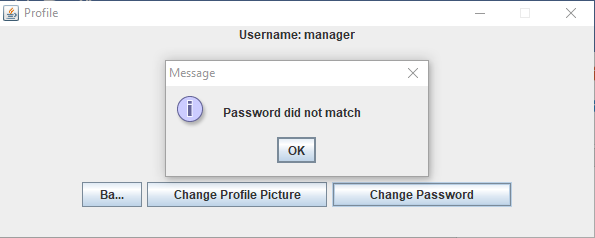 Profile
Username: manager
Message
Password did not match
OK
Ba... Change Profile Picture Change Password